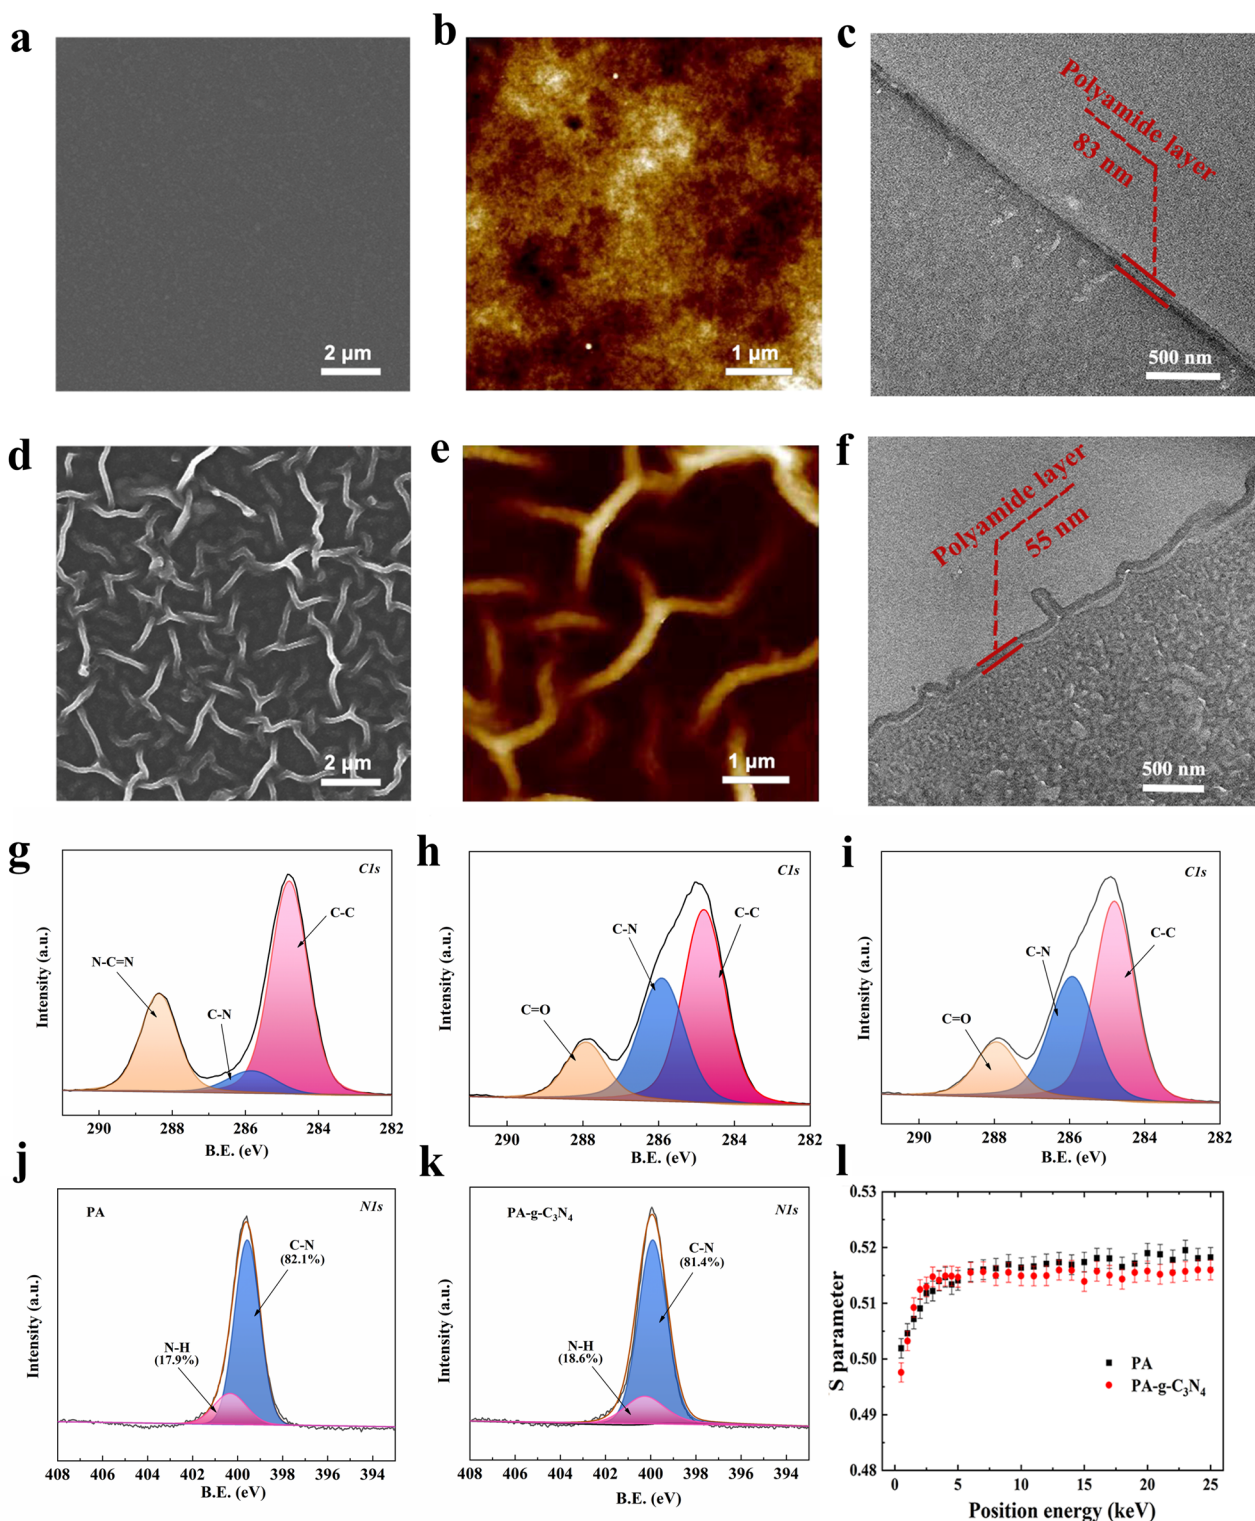 a
b
c
2 μm
1 μm
Polyamide layer
83 nm
500 nm
d
e
f
2 μm
1 μm
Polyamide layer
55 nm
500 nm
g
C1s
C-C
N-C=N
C-N
Intensity (a.u.)
290 288 286 284 282
B.E. (eV)
h
C1s
C-C
C-N
C=O
Intensity (a.u.)
290 288 286 284 282
B.E. (eV)
i
C1s
C-C
C-N
C=O
Intensity (a.u.)
290 288 286 284 282
B.E. (eV)
j
PA
N1s
C-N
(82.1%)
N-H
(17.9%)
Intensity (a.u.)
408 406 404 402 400 398 396 394
B.E. (eV)
k
PA-g-C₃N₄
N1s
C-N
(81.4%)
N-H
(18.6%)
Intensity (a.u.)
408 406 404 402 400 398 396 394
B.E. (eV)
l
0.53
0.52
0.51
0.50
0.49
0.48
S parameter
PA
PA-g-C₃N₄
0 5 10 15 20 25
Position energy (keV)